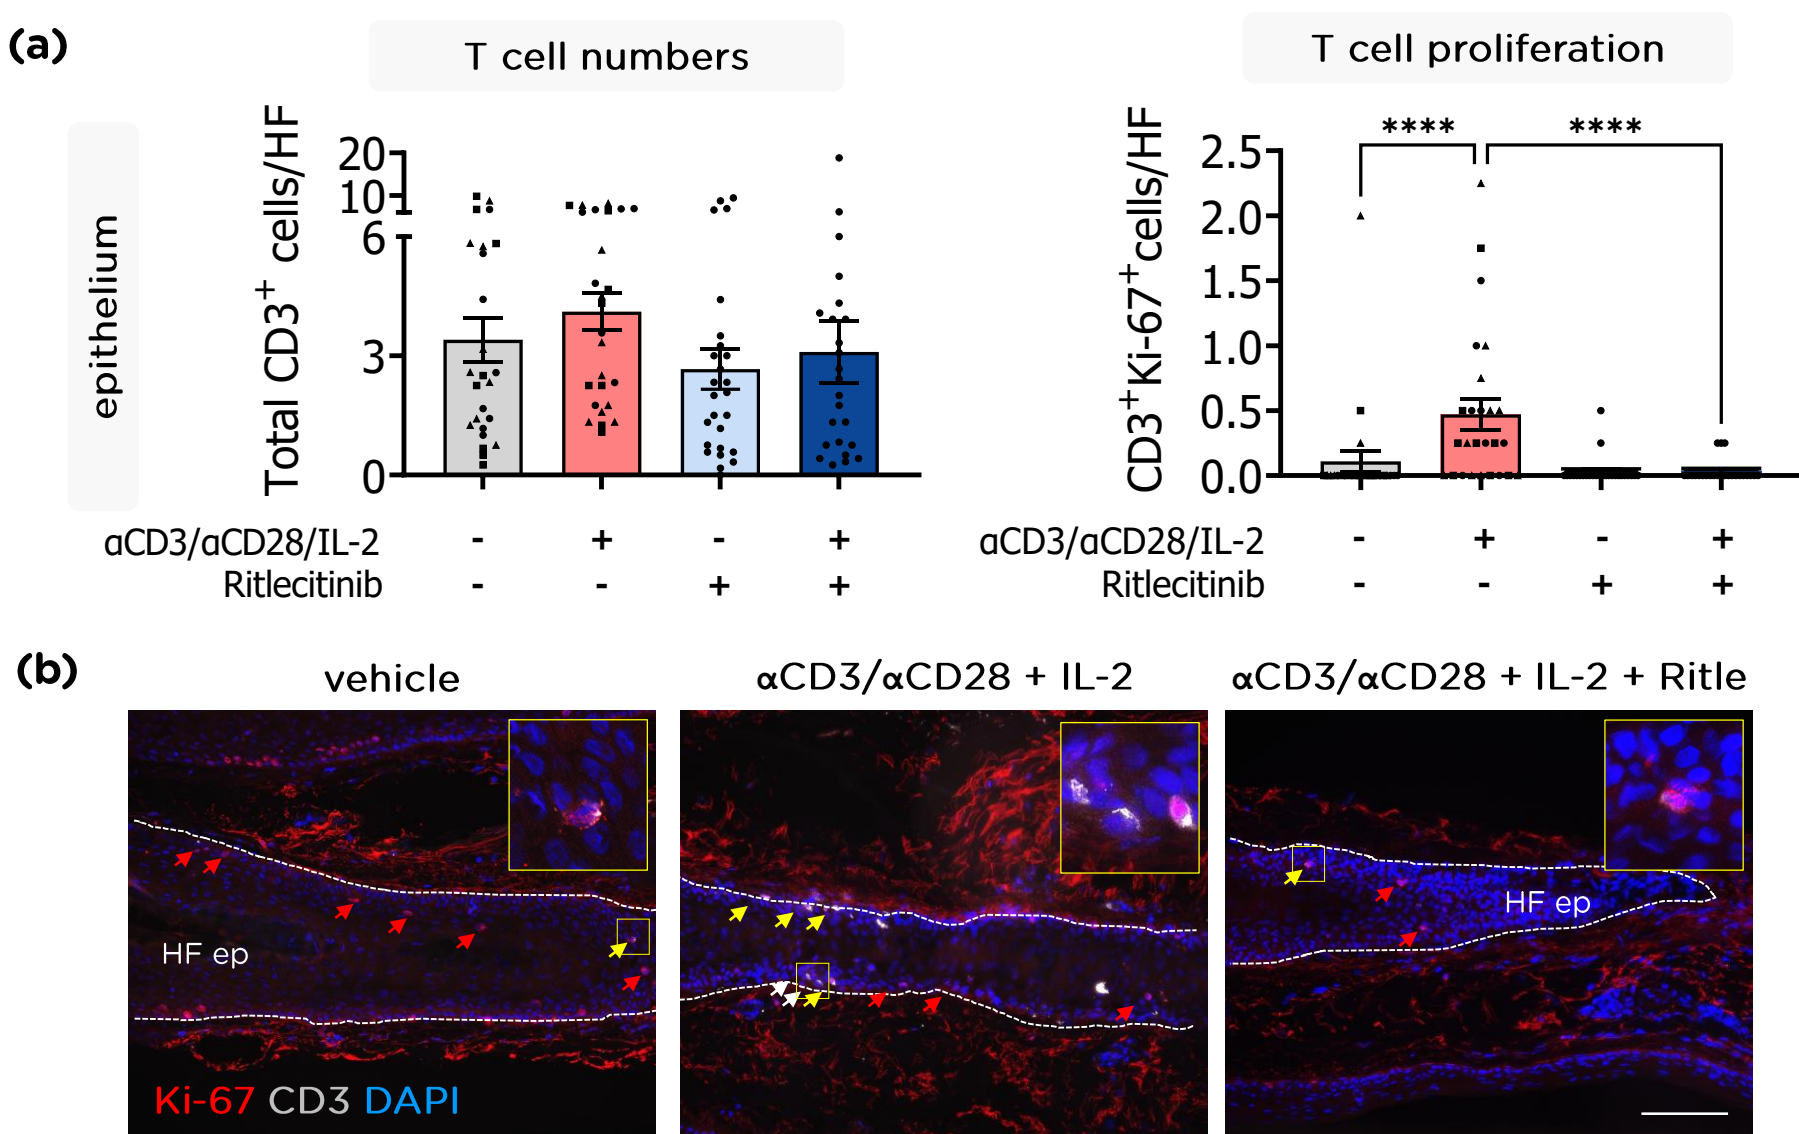 (a)
T cell numbers
T cell proliferation
epithelium
Total CD3+ cells/HF
20
10
6
3
0
αCD3/αCD28/IL-2 - + - +
Ritlecitinib - - + +
CD3+Ki-67+cells/HF
2.5
2.0
1.5
1.0
0.5
0.0
**** ****
αCD3/αCD28/IL-2 - + - +
Ritlecitinib - - + +
(b)
vehicle
αCD3/αCD28 + IL-2
αCD3/αCD28 + IL-2 + Ritle
HF ep
HF ep
Ki-67 CD3 DAPI